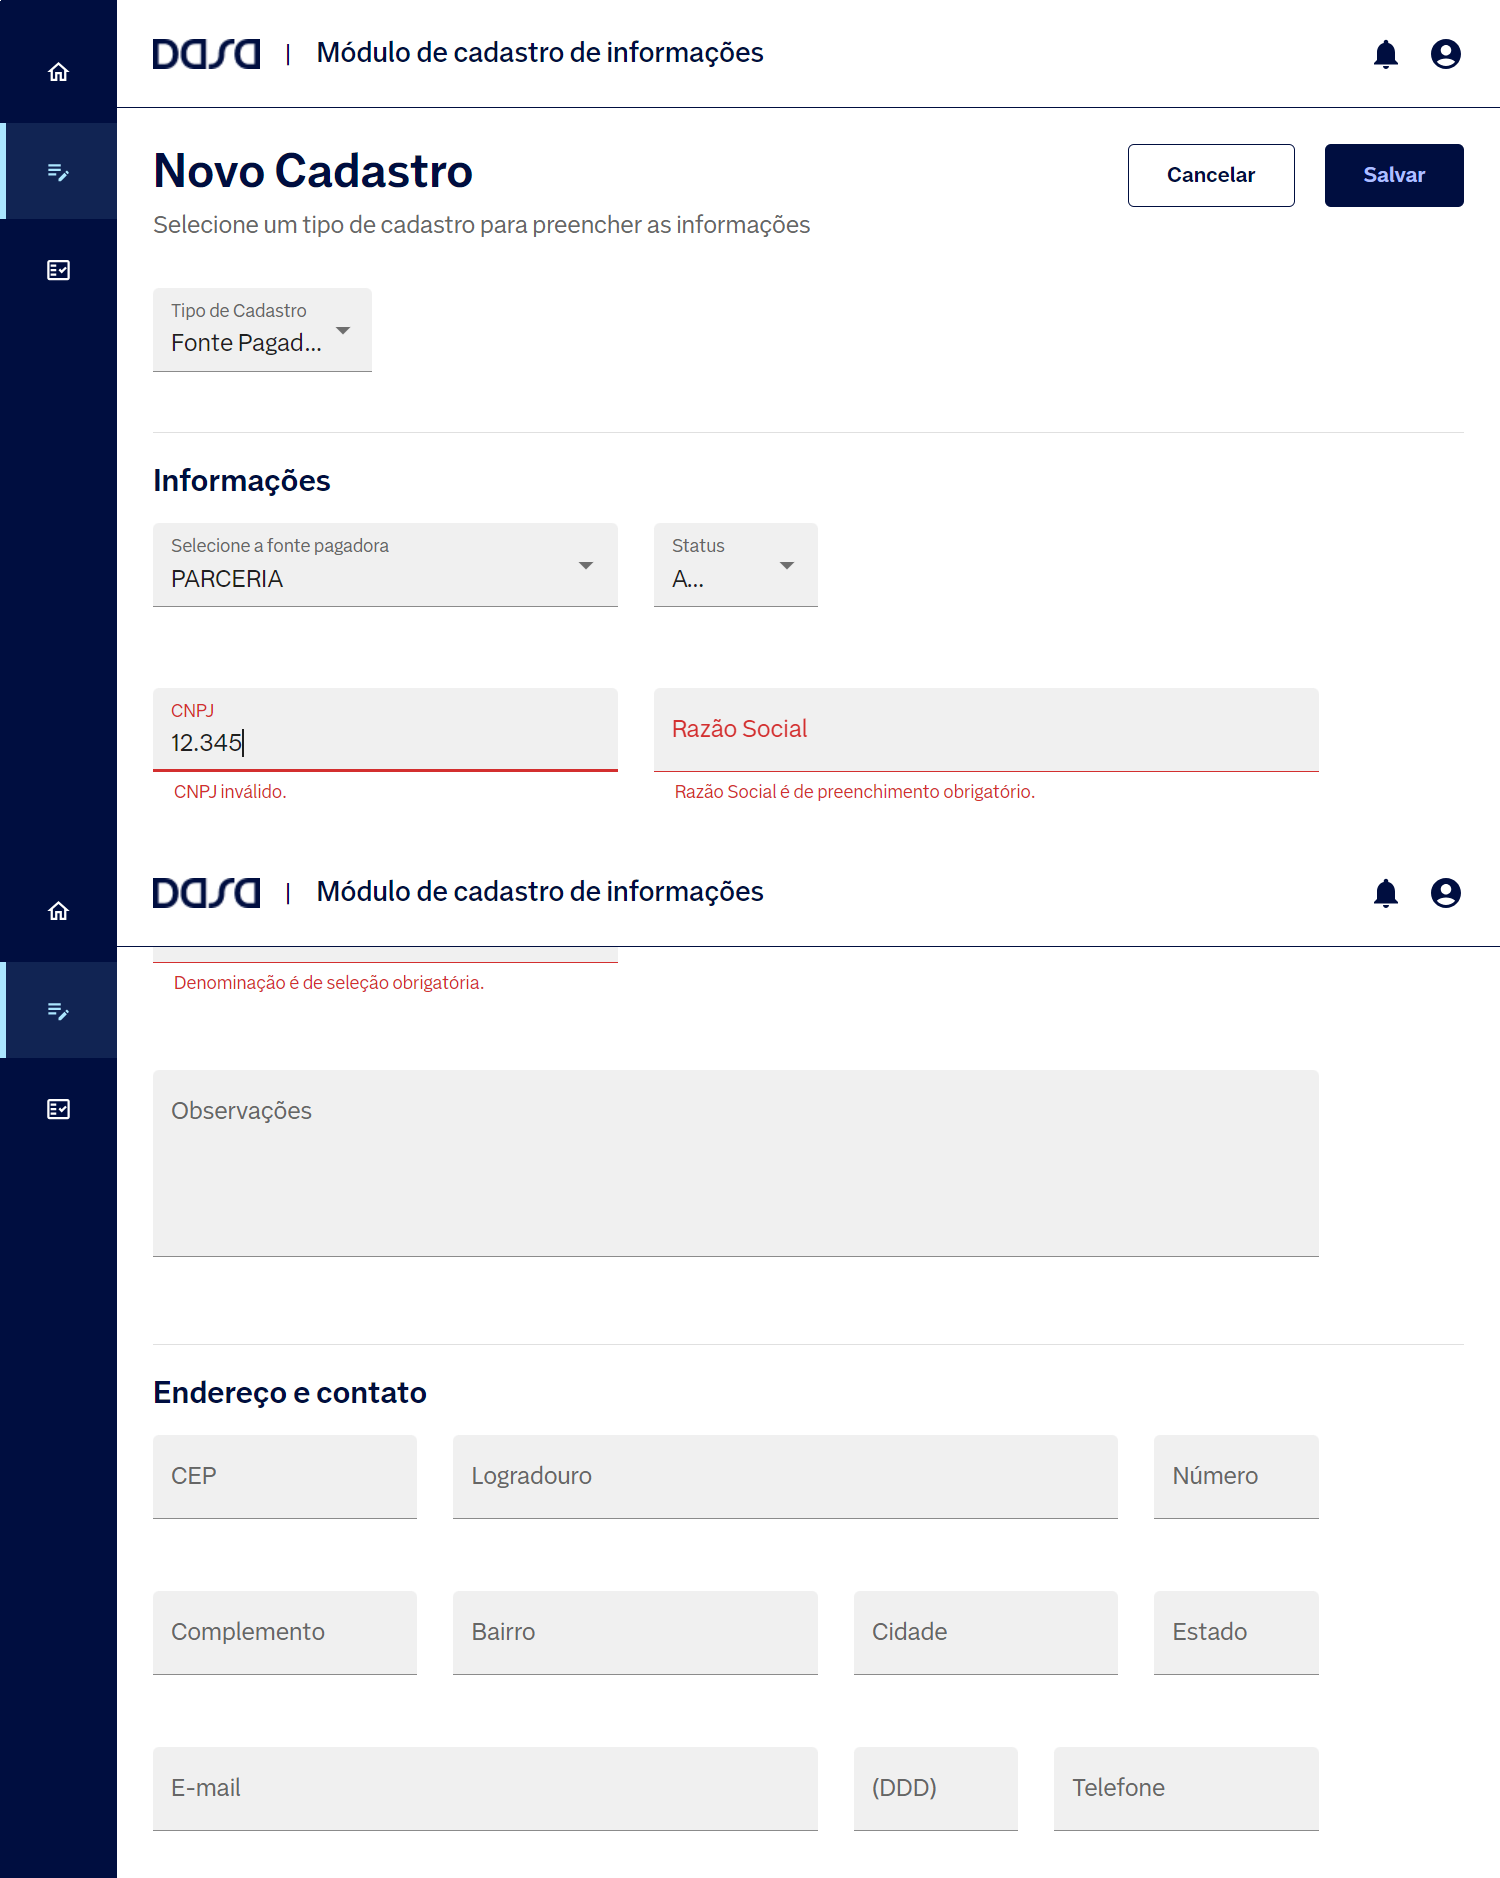 Dasa | Módulo de cadastro de informações
Novo Cadastro
Cancelar
Salvar
Selecione um tipo de cadastro para preencher as informações
Tipo de Cadastro
Fonte Pagad...
Informações
Selecione a fonte pagadora
PARCERIA
Status
A...
CNPJ
12.345
CNPJ inválido.
Razão Social
Razão Social é de preenchimento obrigatório.
Dasa | Módulo de cadastro de informações
Denominação é de seleção obrigatória.
Observações
Endereço e contato
CEP
Logradouro
Número
Complemento
Bairro
Cidade
Estado
E-mail
(DDD)
Telefone